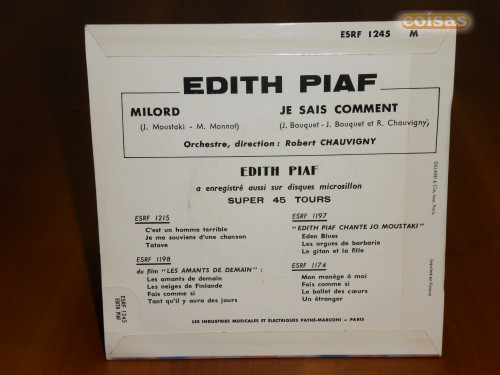 coisas
ESRF 1245 M
EDITH PIAF
MILORD
(J. Moustaki - M. Monnot)
JE SAIS COMMENT
(J. Bouquet - J. Bouquet et R. Chauvigny)
Orchestre, direction : Robert CHAUVIGNY
EDITH PIAF
a enregistré aussi sur disques microsillon
SUPER 45 TOURS
ESRF 1215
C'est un homme terrible
Je me souviens d'une chanson
Tatave
ESRF 1198
du film "LES AMANTS DE DEMAIN" :
Les amants de demain
Les neiges de Finlande
Fais comme si
Tant qu'il y aura des jours
ESRF 1197
"EDITH PIAF CHANTE JO MOUSTAKI"
Eden Blues
Les orgues de barbarie
Le gitan et la fille
ESRF 1174
Mon manège à moi
Fais comme si
Le ballet des cœurs
Un étranger
LES INDUSTRIES MUSICALES ET ELECTRIQUES PATHÉ-MARCONI - PARIS
ESRF 1245
EDITH PIAF
Imprimé en France